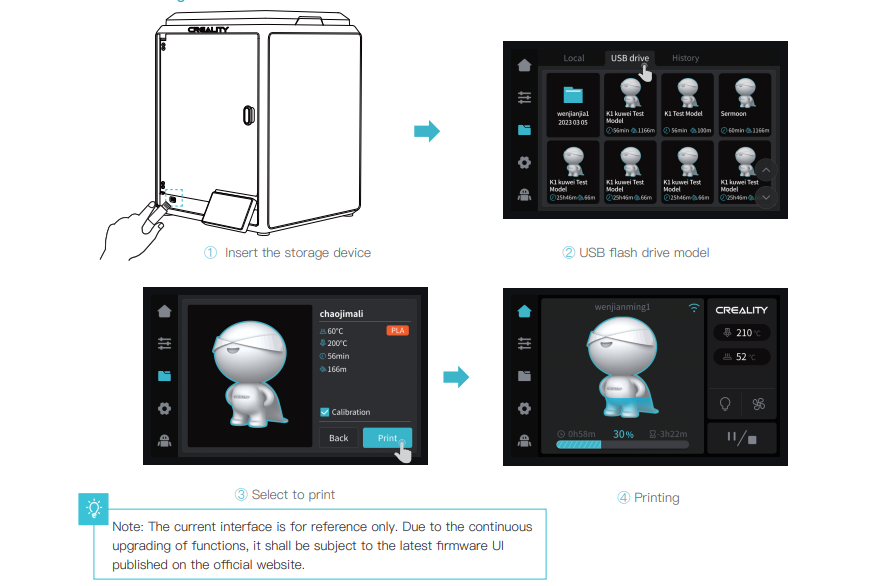 CREALITY
① Insert the storage device
Local USB drive History
wenjianjia1
2023 03 05
K1 kuwei Test
Model
56min 1166m
K1 Test Model
56min 100m
Sermoon
60min 1166m
K1 kuwei Test
Model
25h46m 66m
K1 kuwei Test
Model
25h46m 66m
K1 kuwei Test
Model
25h46m 66m
K1 kuwei Test
Model
25h46m 66m
② USB flash drive model
chaojimali
60°C PLA
200°C
56min
166m
Calibration
Back Print
③ Select to print
wenjianming1
0h58m 30% -3h22m
CREALITY
210 °C
52 °C
④ Printing
Note: The current interface is for reference only. Due to the continuous
upgrading of functions, it shall be subject to the latest firmware UI
published on the official website.